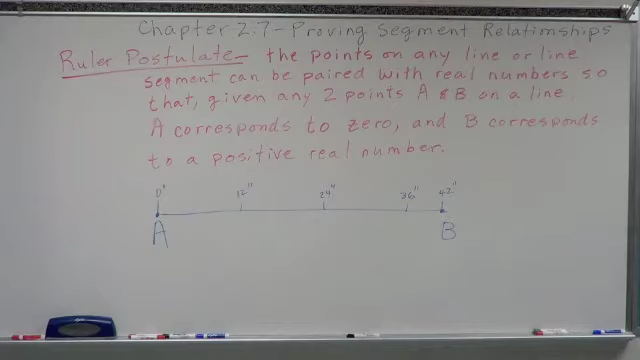 Chapter 2.7 - Proving Segment Relationships
Ruler Postulate - the points on any line or line
segment can be paired with real numbers so
that, given any 2 points A & B on a line,
A corresponds to zero, and B corresponds
to a positive real number.
0" 12" 24" 36" 42"
A B